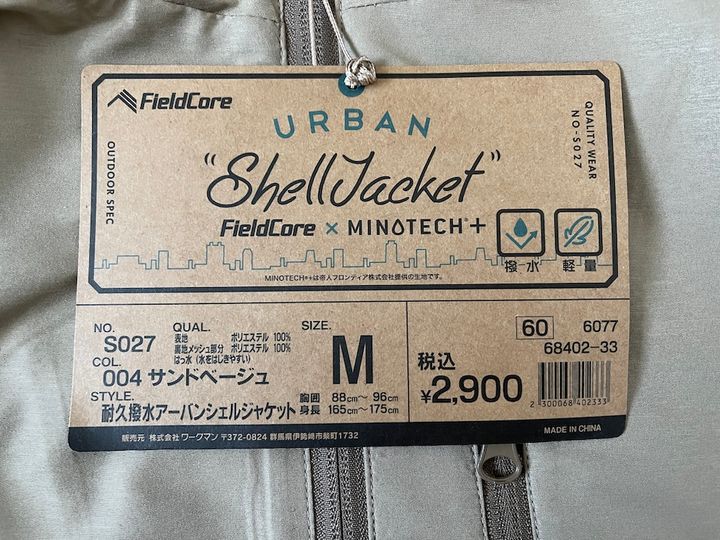 FieldCore
URBAN
"Shell Jacket"
FieldCore × MINOTECH®+
OUTDOOR SPEC
QUALITY WEAR
NO-S027
撥水
軽量
MINOTECH®+は帝人フロンティア株式会社提供の生地です。
NO.
S027
QUAL.
表地 ポリエステル 100%
裏地メッシュ部分 ポリエステル 100%
はっ水 (水をはじきやすい)
COL.
004 サンドベージュ
STYLE.
耐久撥水アーバンシェルジャケット
SIZE.
M
胸囲 88cm～ 96cm
身長 165cm～175cm
60 6077
68402-33
税込
¥2,900
2 300068 402333
MADE IN CHINA
販売元 株式会社 ワークマン 〒372-0824 群馬県伊勢崎市柴町1732